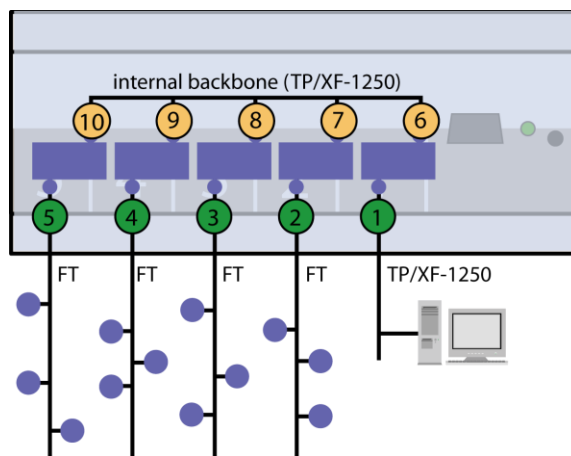 internal backbone (TP/XF-1250)
10 9 8 7 6
5 4 3 2 1
FT FT FT FT TP/XF-1250